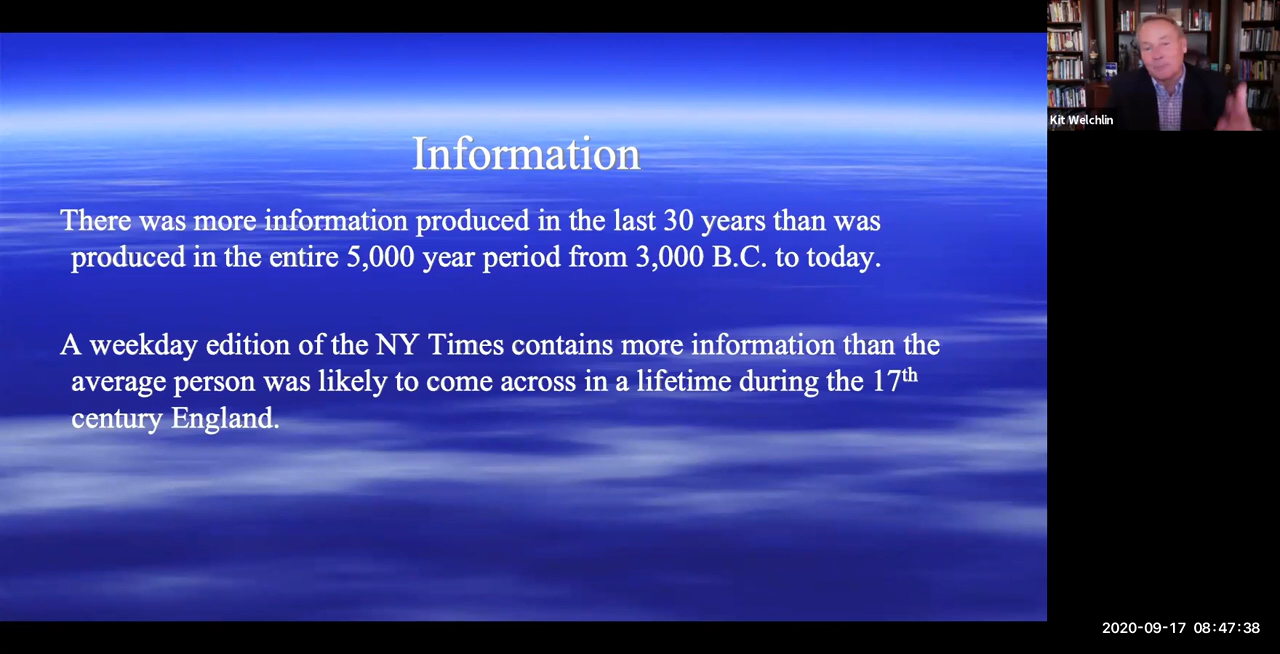 Information
There was more information produced in the last 30 years than was
produced in the entire 5,000 year period from 3,000 B.C. to today.
A weekday edition of the NY Times contains more information than the
average person was likely to come across in a lifetime during the 17th
century England.
Kit Welchlin
2020-09-17 08:47:38